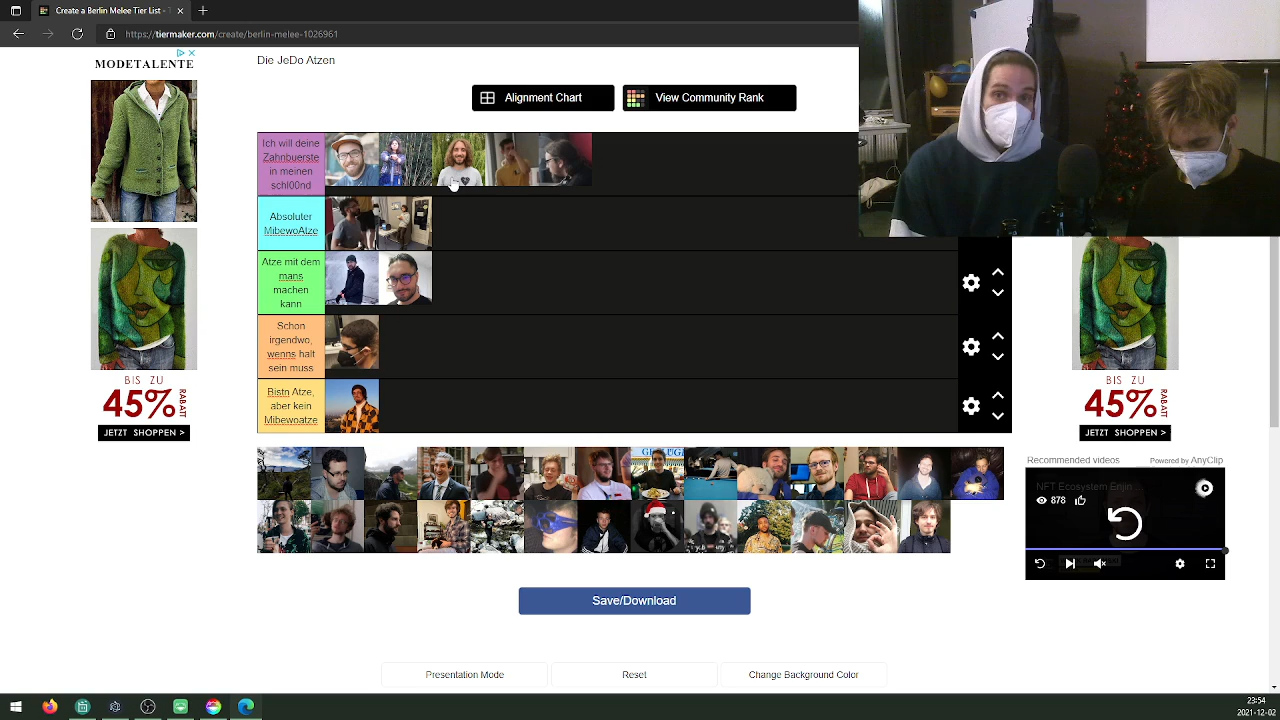 Create a Berlin Melee Tier List - T
https://tiermaker.com/create/berlin-melee-1026961
MODETALENTE
Die JeDo Atzen
Alignment Chart
View Community Rank
Ich will deine
Zahnbuerste
in meinen
schl00nd
Absoluter
MibewoAtze
Atze mit dem
mans
machen
kann
Schon
irgendwo,
wenns halt
sein muss
Bistn Atze,
aber kein
Mibewoatze
BIS ZU
45%
RABATT
JETZT SHOPPEN >
BIS ZU
45%
RABATT
JETZT SHOPPEN >
Recommended videos
Powered by AnyClip
NFT Ecosystem Enjin ...
878
Save/Download
Presentation Mode
Reset
Change Background Color
23:54
2021-12-02